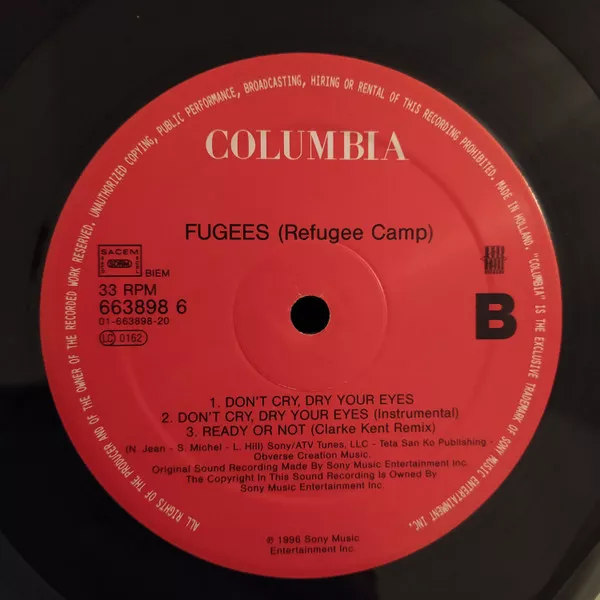 ALL RIGHTS OF THE PRODUCER AND OF THE OWNER OF THE RECORDED WORK RESERVED, UNAUTHORIZED COPYING, PUBLIC PERFORMANCE, BROADCASTING, HIRING OR RENTAL OF THIS RECORDING PROHIBITED. MADE IN HOLLAND. "COLUMBIA" IS THE EXCLUSIVE TRADEMARK OF SONY MUSIC ENTERTAINMENT INC.
COLUMBIA
FUGEES (Refugee Camp)
SACEM
SDRM
BIEM
33 RPM
663898 6
01-663898-20
LC 0162
B
1. DON'T CRY, DRY YOUR EYES
2. DON'T CRY, DRY YOUR EYES (Instrumental)
3. READY OR NOT (Clarke Kent Remix)
(N. Jean - S. Michel - L. Hill) Sony/ATV Tunes, LLC - Teta San Ko Publishing -
Obverse Creation Music.
Original Sound Recording Made By Sony Music Entertainment Inc.
The Copyright In This Sound Recording is Owned By
Sony Music Entertainment Inc.
℗ 1996 Sony Music
Entertainment Inc.